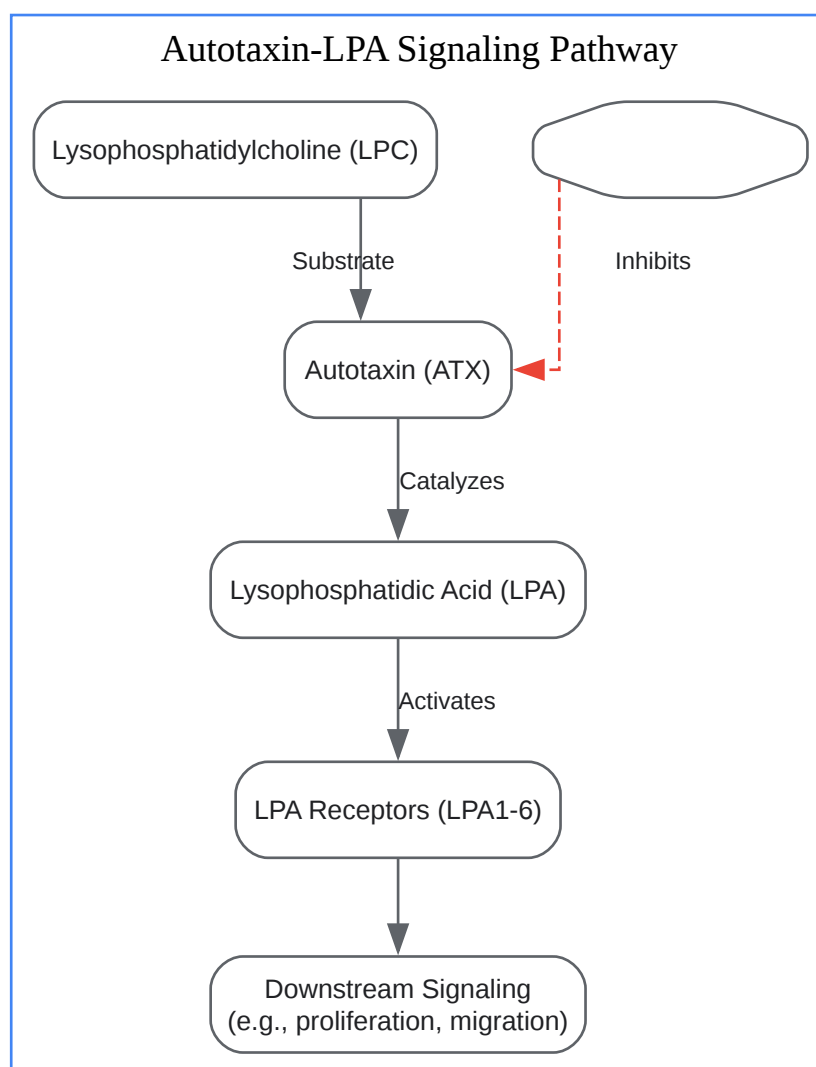 Autotaxin-LPA Signaling Pathway
Lysophosphatidylcholine (LPC)
Substrate
Inhibits
Autotaxin (ATX)
Catalyzes
Lysophosphatidic Acid (LPA)
Activates
LPA Receptors (LPA1-6)
Downstream Signaling
(e.g., proliferation, migration)